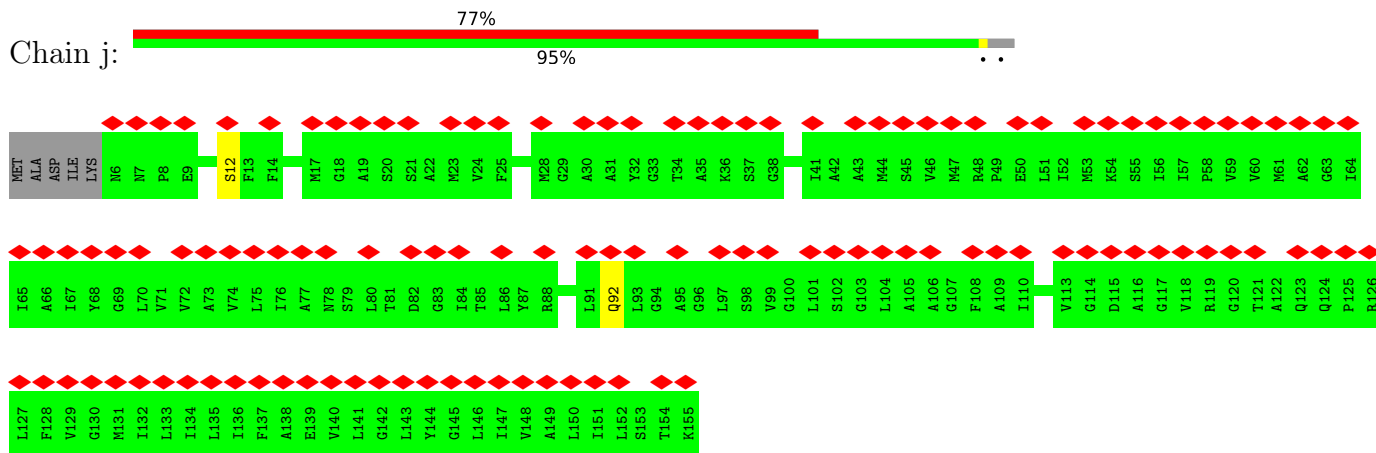 77%
Chain j:
95%
. .
MET ALA ASP ILE LYS N6 N7 P8 E9 S12 F13 F14 M17 G18 A19 S20 S21 A22 M23 V24 F25 M28 G29 A30 A31 Y32 G33 T34 A35 K36 S37 G38 I41 A42 A43 M44 S45 V46 M47 R48 P49 E50 L51 I52 M53 K54 S55 I56 I57 P58 V59 V60 M61 A62 G63 I64
I65 A66 I67 Y68 G69 L70 V71 V72 A73 V74 L75 I76 A77 N78 S79 L80 T81 D82 G83 I84 T85 L86 Y87 R88 L91 Q92 L93 G94 A95 G96 L97 S98 V99 G100 L101 S102 G103 L104 A105 A106 G107 F108 A109 I110 V113 G114 D115 A116 G117 V118 R119 G120 T121 A122 Q123 Q124 P125 R126
L127 F128 V129 G130 M131 I132 L133 I134 L135 I136 F137 A138 E139 V140 L141 G142 L143 Y144 G145 L146 I147 V148 A149 L150 I151 L152 S153 T154 K155